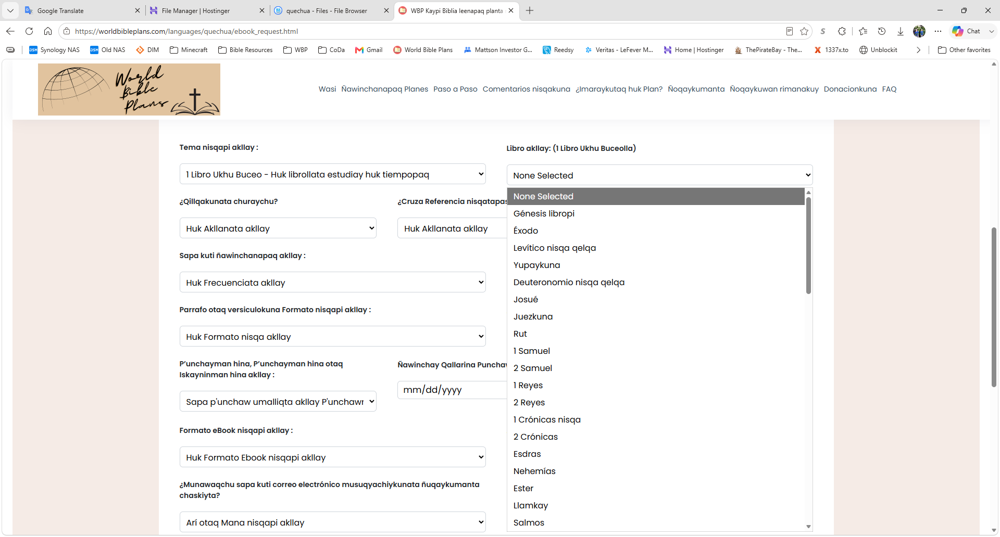 Google Translate
File Manager | Hostinger
quechua - Files - File Browser
WBP Kaypi Biblia leenapaq planta
https://worldbibleplans.com/languages/quechua/ebook_request.html
Chat
Synology NAS
Old NAS
DIM
Minecraft
Bible Resources
WBP
CoDa
Gmail
World Bible Plans
Mattson Investor G...
Reedsy
Veritas - LeFever M...
Home | Hostinger
ThePirateBay - The...
1337x.to
Unblockit
Other favorites
World
Bible
Plans
Wasi Ñawinchanapaq Planes Paso a Paso Comentarios nisqakuna ¿Imaraykutaq huk Plan? Ñoqaykumanta Ñoqaykuwan rimanakuy Donacionkuna FAQ
Tema nisqapi akllay :
1 Libro Ukhu Buceo - Huk librollata estudiay huk tiempopaq
Libro akllay: (1 Libro Ukhu Buceolla)
None Selected
None Selected
Génesis libropi
Éxodo
Levítico nisqa qelqa
Yupaykuna
Deuteronomio nisqa qelqa
Josué
Juezkuna
Rut
1 Samuel
2 Samuel
1 Reyes
2 Reyes
1 Crónicas nisqa
2 Crónicas
Esdras
Nehemías
Ester
Llamkay
Salmos
¿Qillqakunata churaychu?
Huk Akllanata akllay
¿Cruza Referencia nisqatapas
Huk Akllanata akllay
Sapa kuti ñawinchanapaq akllay :
Huk Frecuenciata akllay
Parrafo otaq versiculokuna Formato nisqapi akllay :
Huk Formato nisqa akllay
P’unchayman hina, P’unchayman hina otaq
Iskayninman hina akllay :
Sapa p'unchaw umalliqta akllay P'unchawr
Ñawinchay Qallarina Punchaw
mm/dd/yyyy
Formato eBook nisqapi akllay :
Huk Formato Ebook nisqapi akllay
¿Munawaqchu sapa kuti correo electrónico musuqyachiykunata ñuqaykumanta
chaskiyta?
Arí otaq Mana nisqapi akllay